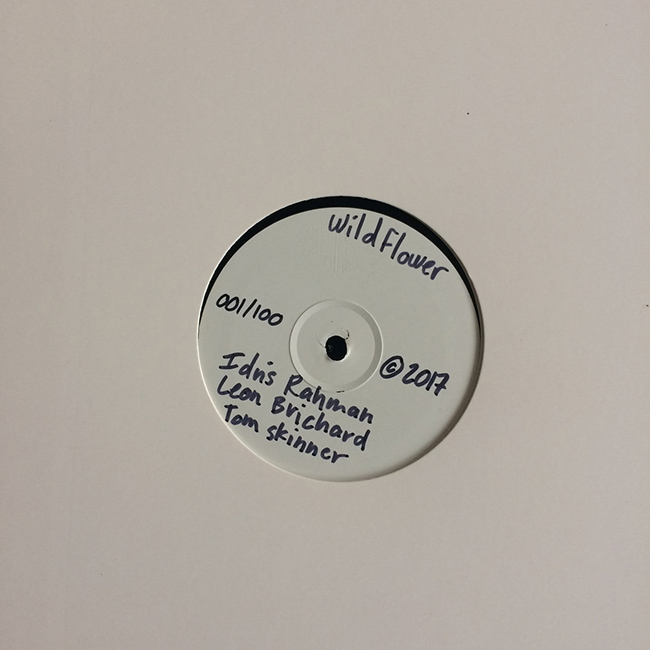 Wildflower
001/100
©2017
Idris Rahman
Leon Brichard
Tom skinner